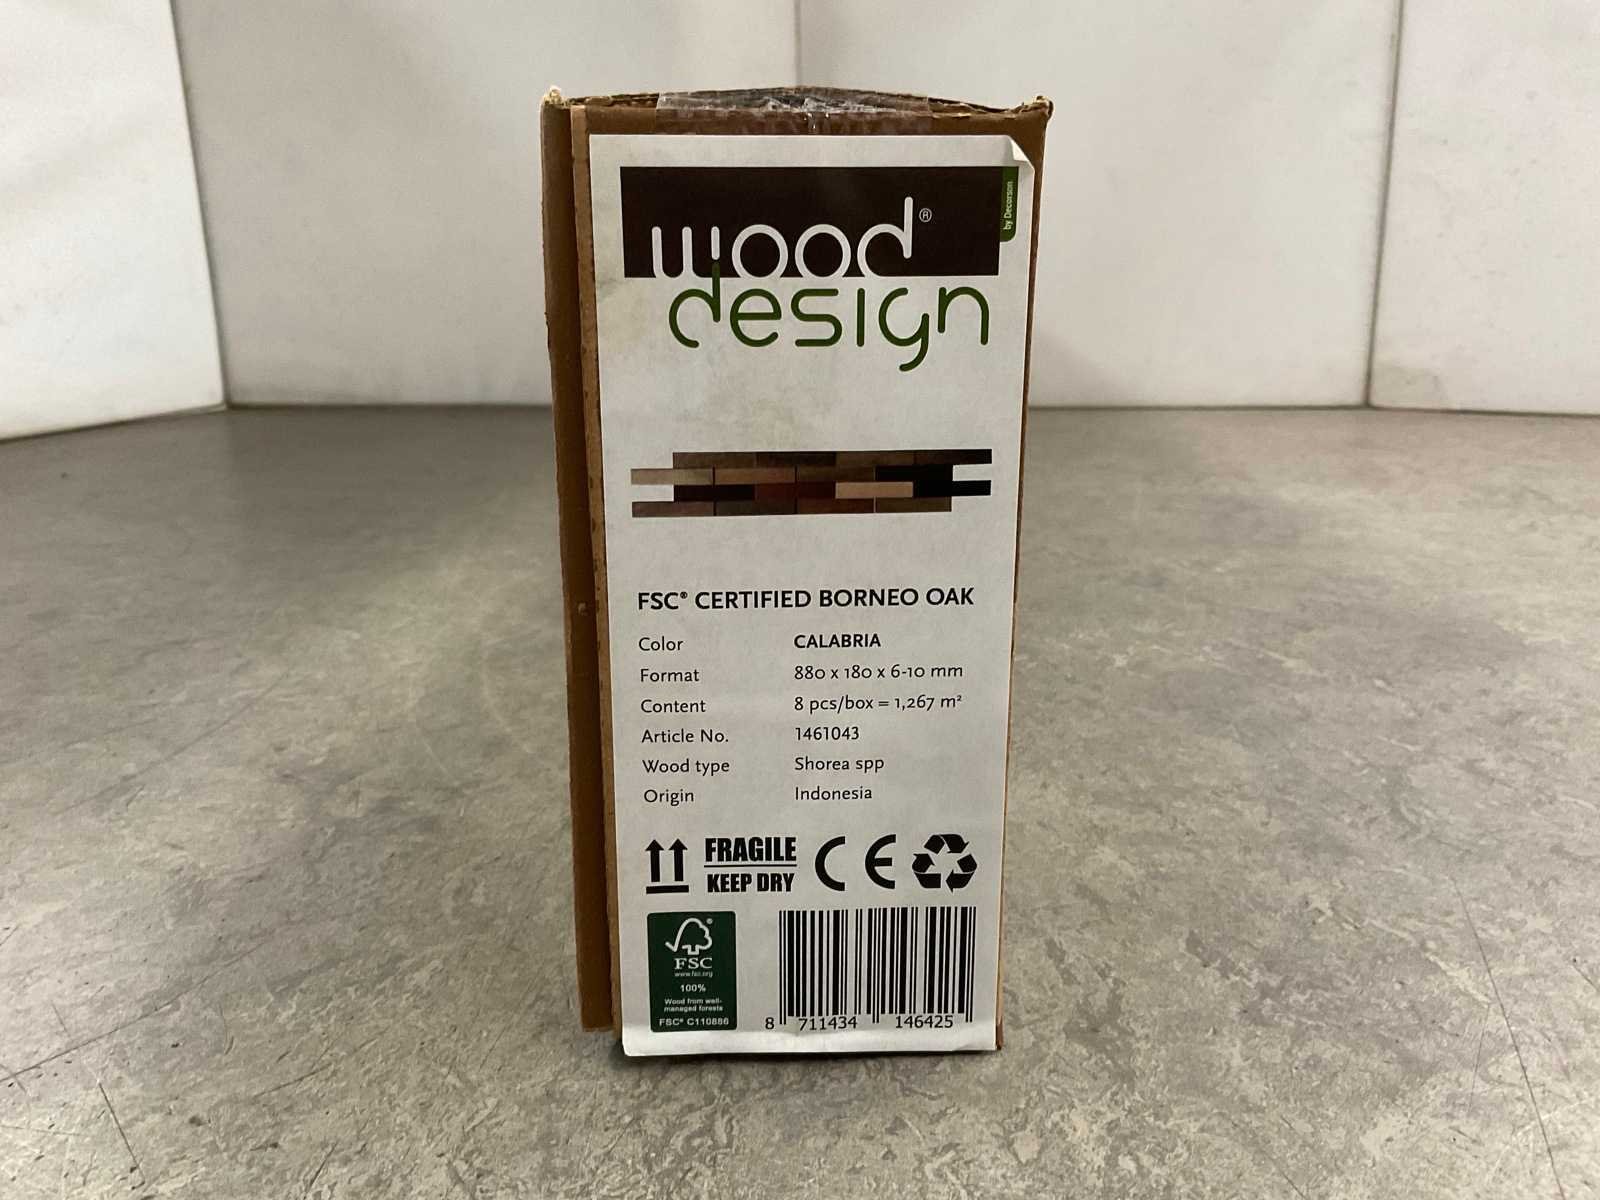 wood®
design
by Decorson
FSC® CERTIFIED BORNEO OAK
Color CALABRIA
Format 880 x 180 x 6-10 mm
Content 8 pcs/box = 1,267 m²
Article No. 1461043
Wood type Shorea spp
Origin Indonesia
FRAGILE
KEEP DRY
CE
FSC®
www.fsc.org
100%
Wood from well-
managed forests
FSC® C110886
8 711434 146425